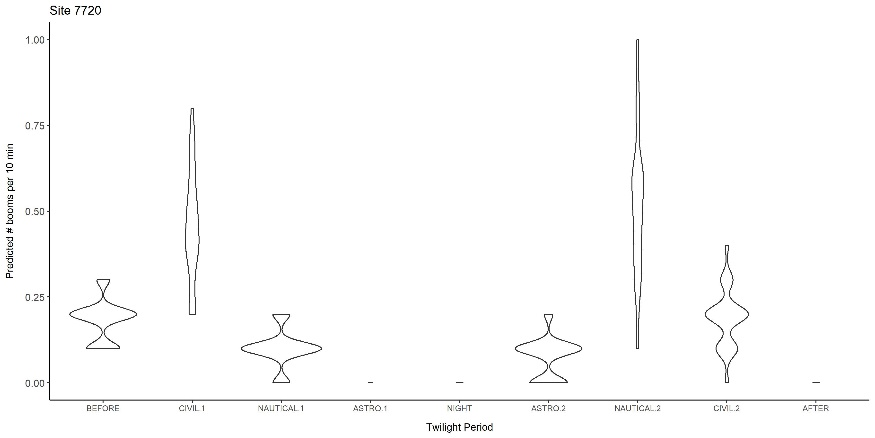 Site 7720
Predicted # booms per 10 min
1.00
0.75
0.50
0.25
0.00
BEFORE CIVIL.1 NAUTICAL.1 ASTRO.1 NIGHT ASTRO.2 NAUTICAL.2 CIVIL.2 AFTER
Twilight Period